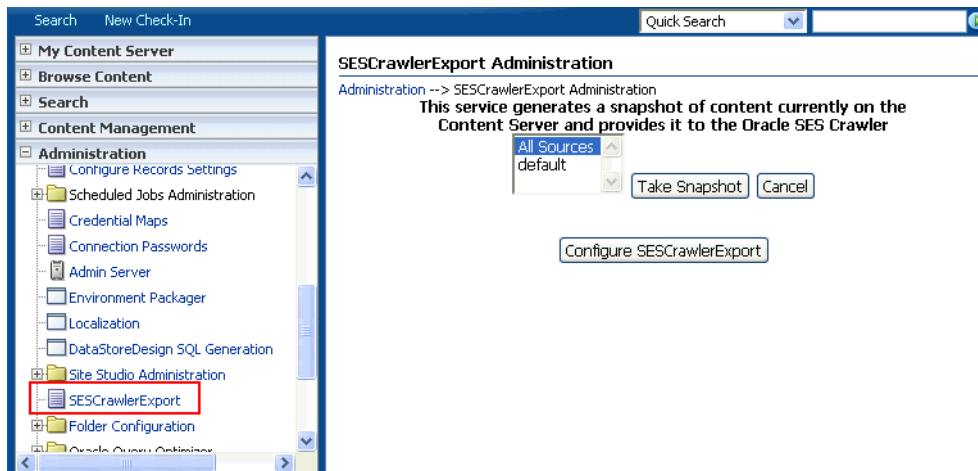 Search New Check-In
Quick Search
My Content Server
Browse Content
Search
Content Management
Administration
Configure Records Settings
Scheduled Jobs Administration
Credential Maps
Connection Passwords
Admin Server
Environment Packager
Localization
DataStoreDesign SQL Generation
Site Studio Administration
SESCrawlerExport
Folder Configuration
Oracle Query Optimizer
SESCrawlerExport Administration
Administration --> SESCrawlerExport Administration
This service generates a snapshot of content currently on the
Content Server and provides it to the Oracle SES Crawler
All Sources
default
Take Snapshot Cancel
Configure SESCrawlerExport